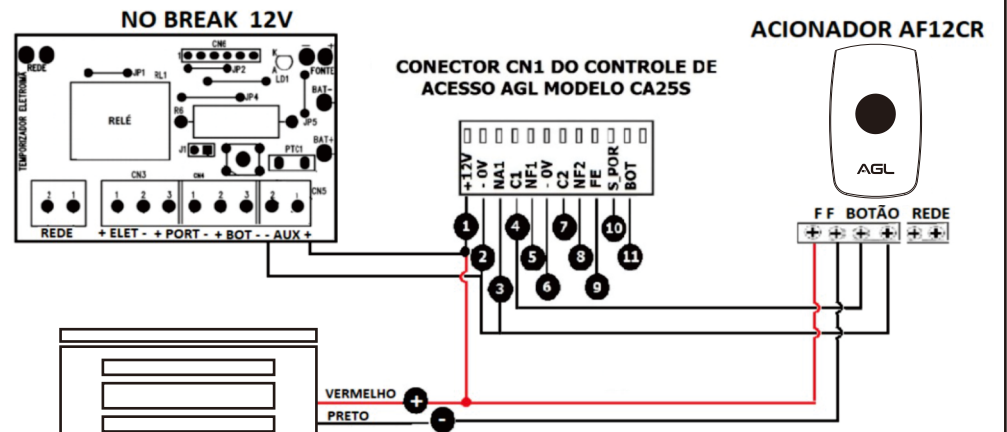 NO BREAK 12V
ACIONADOR AF12CR
CONECTOR CN1 DO CONTROLE DE
ACESSO AGL MODELO CA25S
REDE
JP1
RL1
1
CN6
JP2
K
A
LD1
- +
FONTE
BAT-
JP4
R6
JP5
RELÉ
TEMPORIZADOR ELETROIMÃ
J1
PTC1
BAT+
CN3
CN4
CN5
2 1
1 2 3
1 2 3
2 1
REDE
+ ELET - + PORT - + BOT - - AUX +
+12V
- 0V
NA1
C1
NF1
- 0V
C2
NF2
FE
S_POR
BOT
1
2
3
4
5
6
7
8
9
10
11
AGL
F F BOTÃO REDE
VERMELHO +
PRETO -